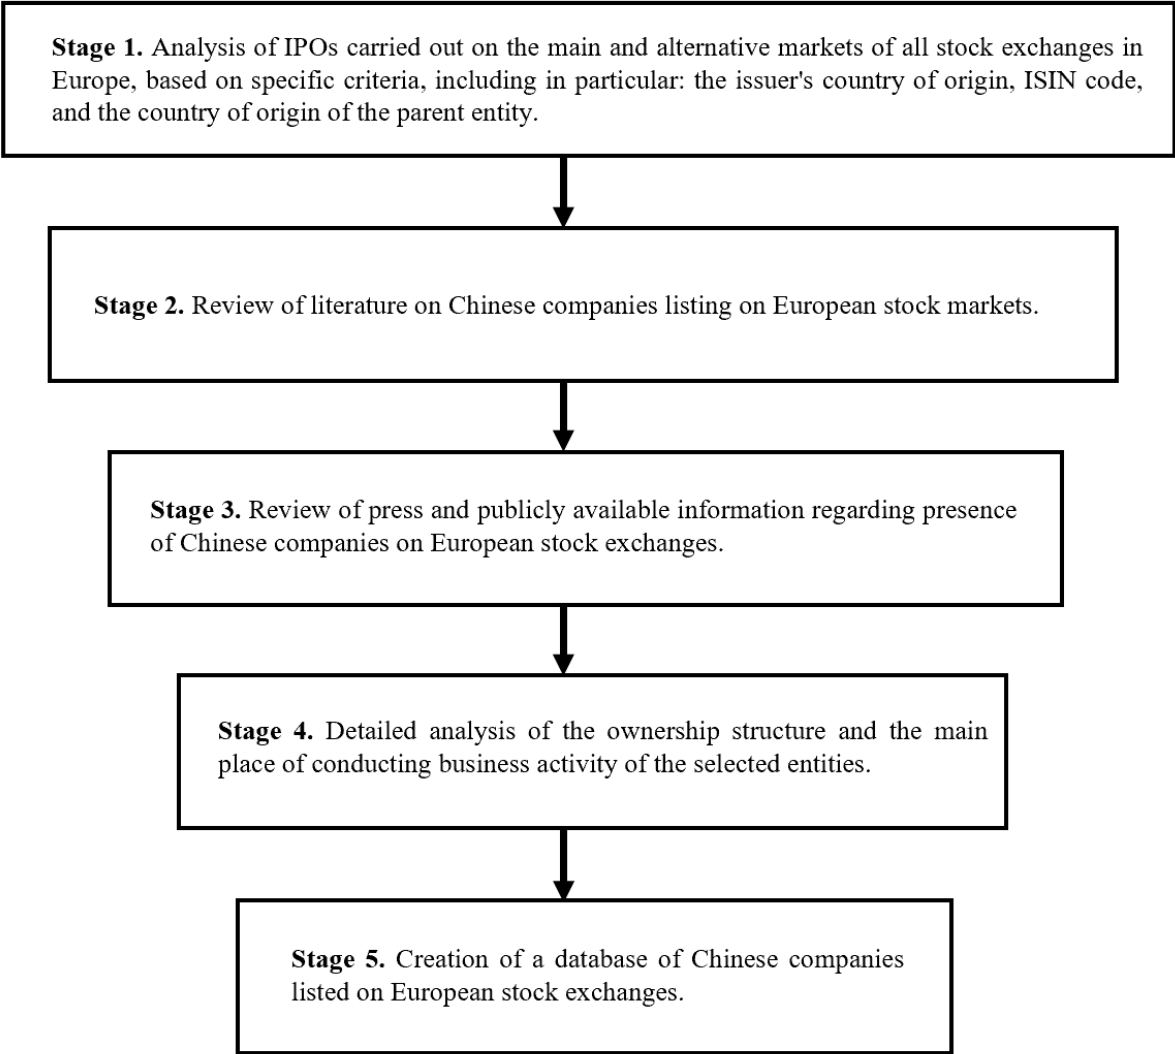 Stage 1. Analysis of IPOs carried out on the main and alternative markets of all stock exchanges in
Europe, based on specific criteria, including in particular: the issuer's country of origin, ISIN code,
and the country of origin of the parent entity.
Stage 2. Review of literature on Chinese companies listing on European stock markets.
Stage 3. Review of press and publicly available information regarding presence
of Chinese companies on European stock exchanges.
Stage 4. Detailed analysis of the ownership structure and the main
place of conducting business activity of the selected entities.
Stage 5. Creation of a database of Chinese companies
listed on European stock exchanges.